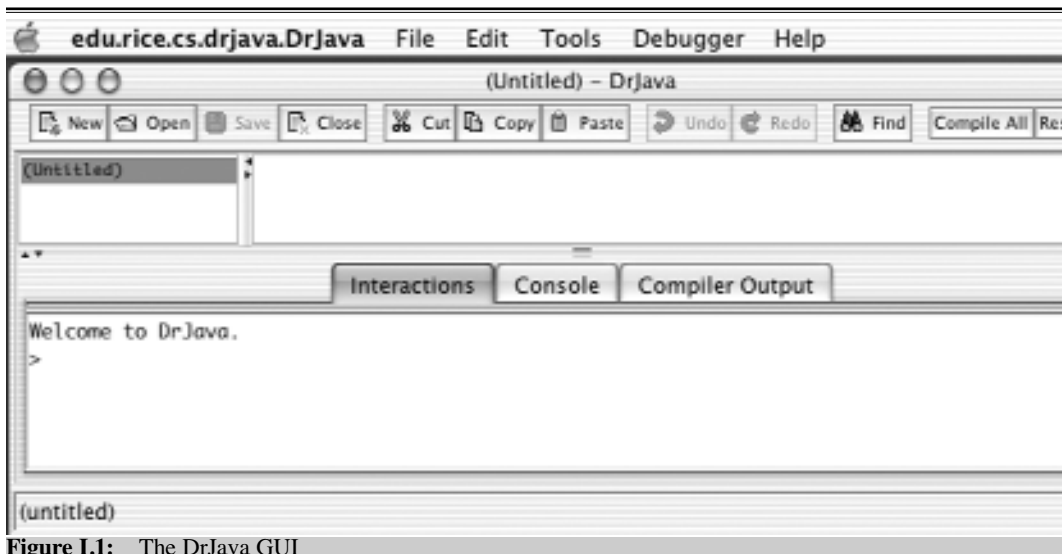 edu.rice.cs.drjava.DrJava File Edit Tools Debugger Help
(Untitled) – DrJava
New Open Save Close Cut Copy Paste Undo Redo Find Compile All Res
(Untitled)
Interactions Console Compiler Output
Welcome to DrJava.
>
(untitled)
Figure I.1: The DrJava GUI